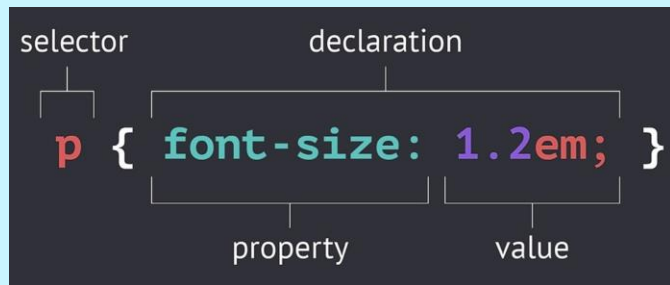 selector declaration
p { font-size: 1.2em; }
property value